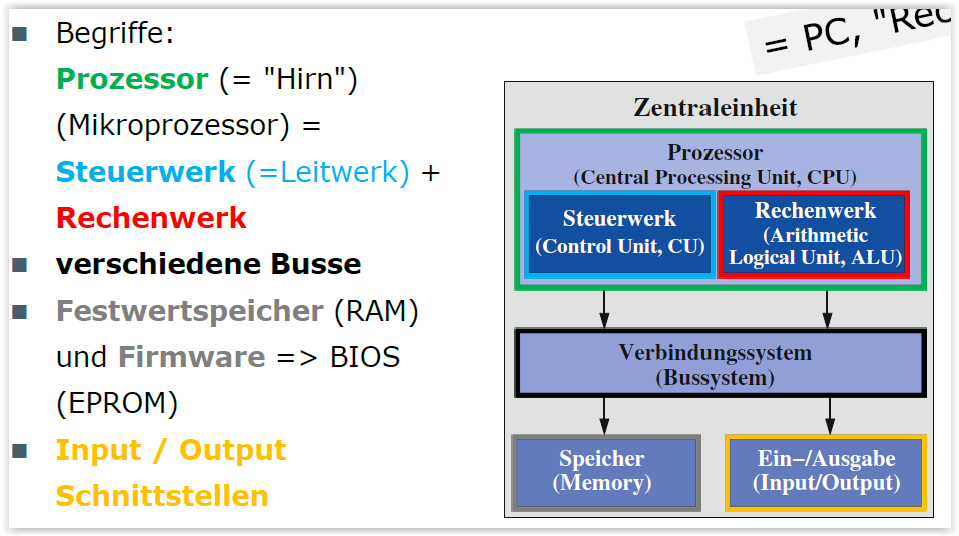 Begriffe:
Prozessor (= "Hirn")
(Mikroprozessor) =
Steuerwerk (=Leitwerk) +
Rechenwerk
verschiedene Busse
Festwertspeicher (RAM)
und Firmware => BIOS
(EPROM)
Input / Output
Schnittstellen
= PC,
Zentraleinheit
Prozessor
(Central Processing Unit, CPU)
Steuerwerk
(Control Unit, CU)
Rechenwerk
(Arithmetic
Logical Unit, ALU)
Verbindungssystem
(Bussystem)
Speicher
(Memory)
Ein-/Ausgabe
(Input/Output)